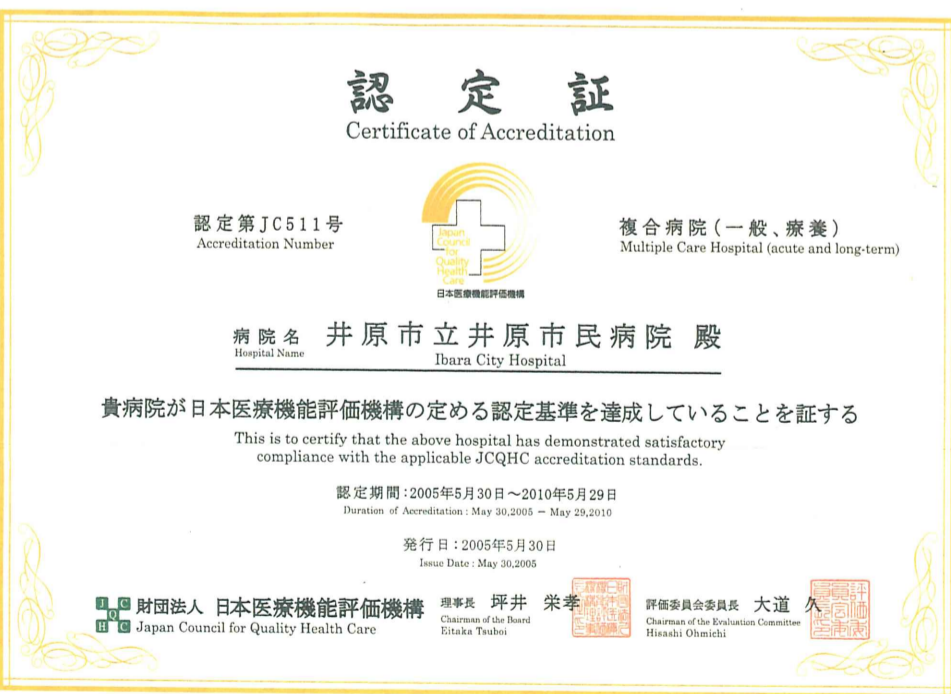 認定証
Certificate of Accreditation
認定第JC511号
Accreditation Number
Japan
Council
for
Quality
Health
Care
日本医療機能評価機構
複合病院(一般、療養)
Multiple Care Hospital (acute and long-term)
病院名 井原市立井原市民病院 殿
Hospital Name Ibara City Hospital
貴病院が日本医療機能評価機構の定める認定基準を達成していることを証する
This is to certify that the above hospital has demonstrated satisfactory
compliance with the applicable JCQHC accreditation standards.
認定期間:2005年5月30日~2010年5月29日
Duration of Accreditation : May 30,2005 - May 29,2010
発行日:2005年5月30日
Issue Date : May 30,2005
J C
Q
H C
財団法人 日本医療機能評価機構
Japan Council for Quality Health Care
理事長 坪井 栄孝
Chairman of the Board
Eitaka Tsuboi
評価委員会委員長 大道 久
Chairman of the Evaluation Committee
Hisashi Ohmichi